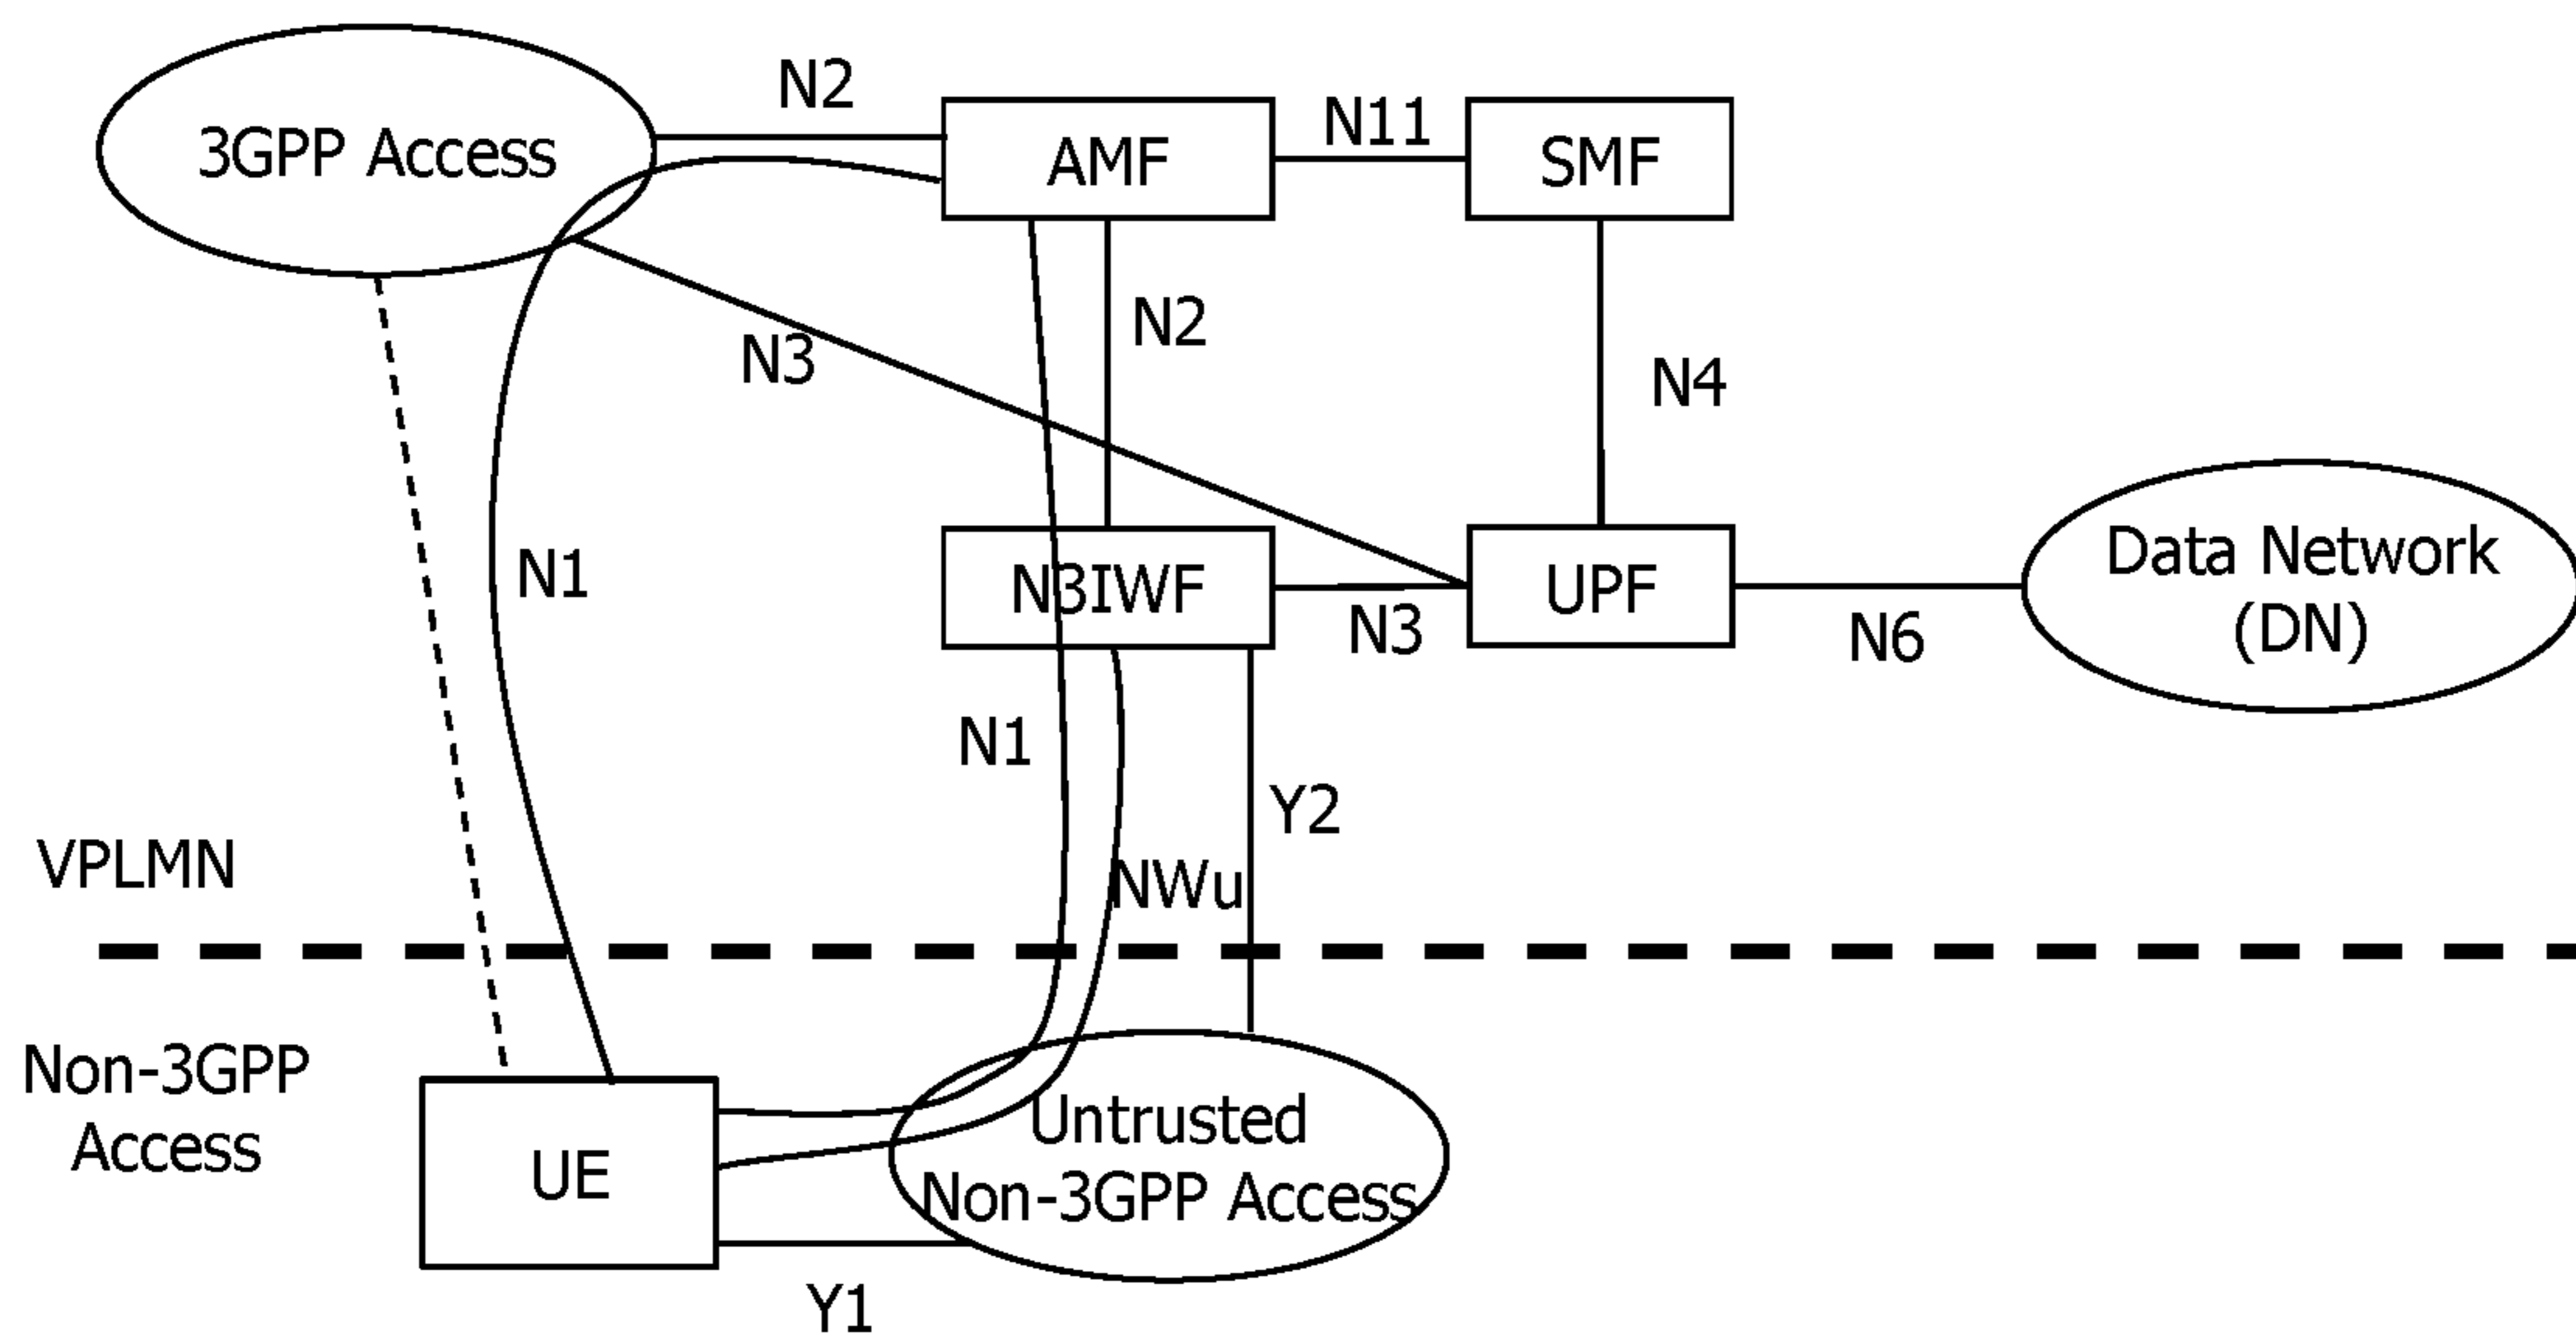 N2
3GPP Access
AMF
N11
SMF
N2
N3
N4
N1
N3IWF
N3
UPF
N6
Data Network
(DN)
N1
Y2
VPLMN
NWu
Non-3GPP
Access
UE
Untrusted
Non-3GPP Access
Y1